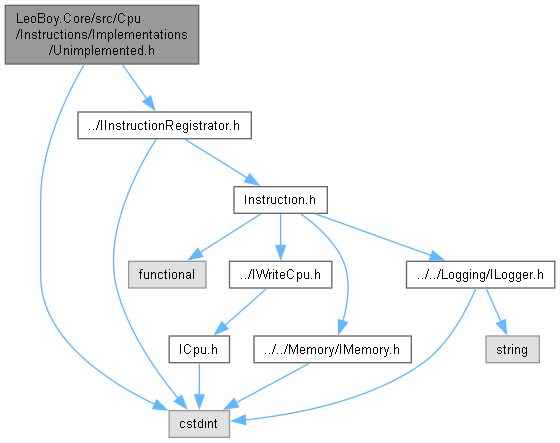 LeoBoy.Core/src/Cpu
/Instructions/Implementations
/Unimplemented.h
../IInstructionRegistrator.h
Instruction.h
functional
../IWriteCpu.h
../../Logging/ILogger.h
ICpu.h
../../Memory/IMemory.h
string
cstdint